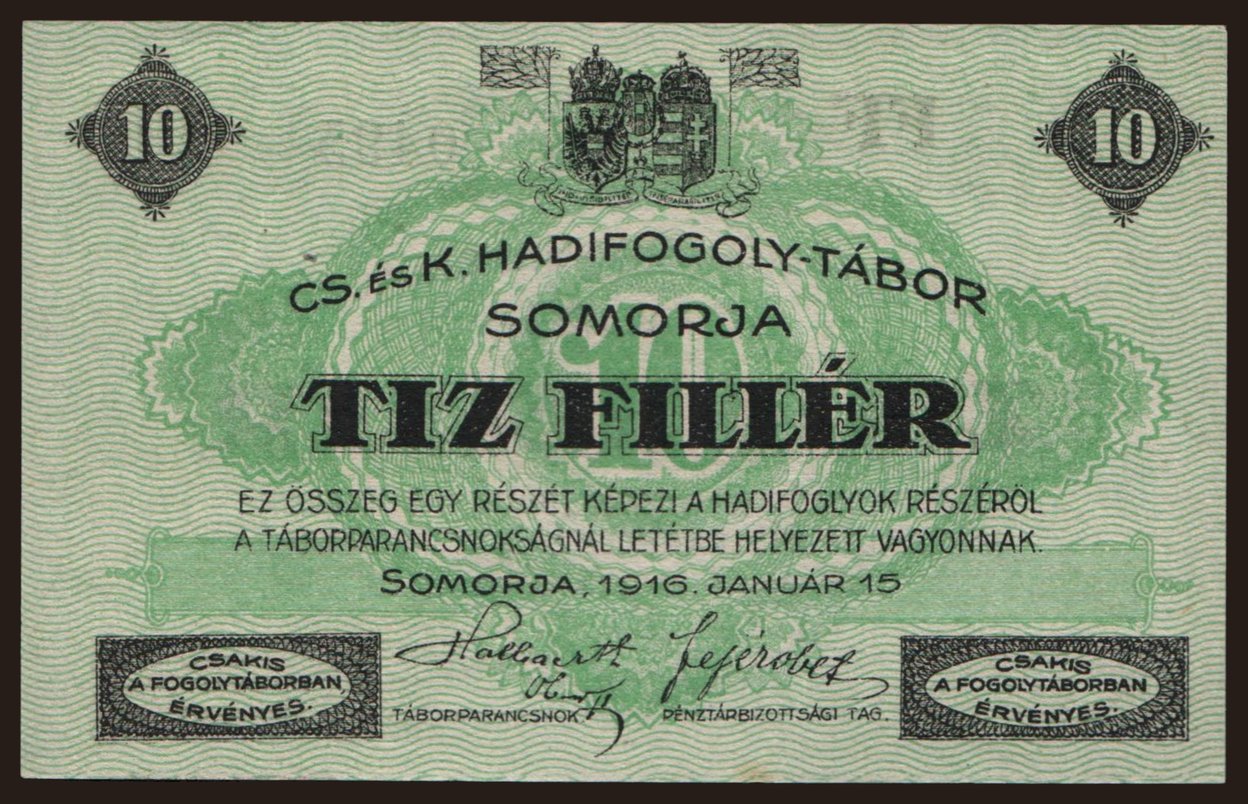 10
10
CS. ÉS K. HADIFOGOLY-TÁBOR
SOMORJA
10
TIZ FILLÉR
EZ ÖSSZEG EGY RÉSZÉT KÉPEZI A HADIFOGLYOK RÉSZÉRÖL
A TÁBORPARANCSNOKSÁGNÁL LETÉTBE HELYEZETT VAGYONNAK.
SOMORJA, 1916. JANUÁR 15
TÁBORPARANCSNOK
PÉNZTÁRBIZOTTSÁGI TAG.
CSAKIS
A FOGOLYTÁBORBAN
ÉRVÉNYES.
CSAKIS
A FOGOLYTÁBORBAN
ÉRVÉNYES.